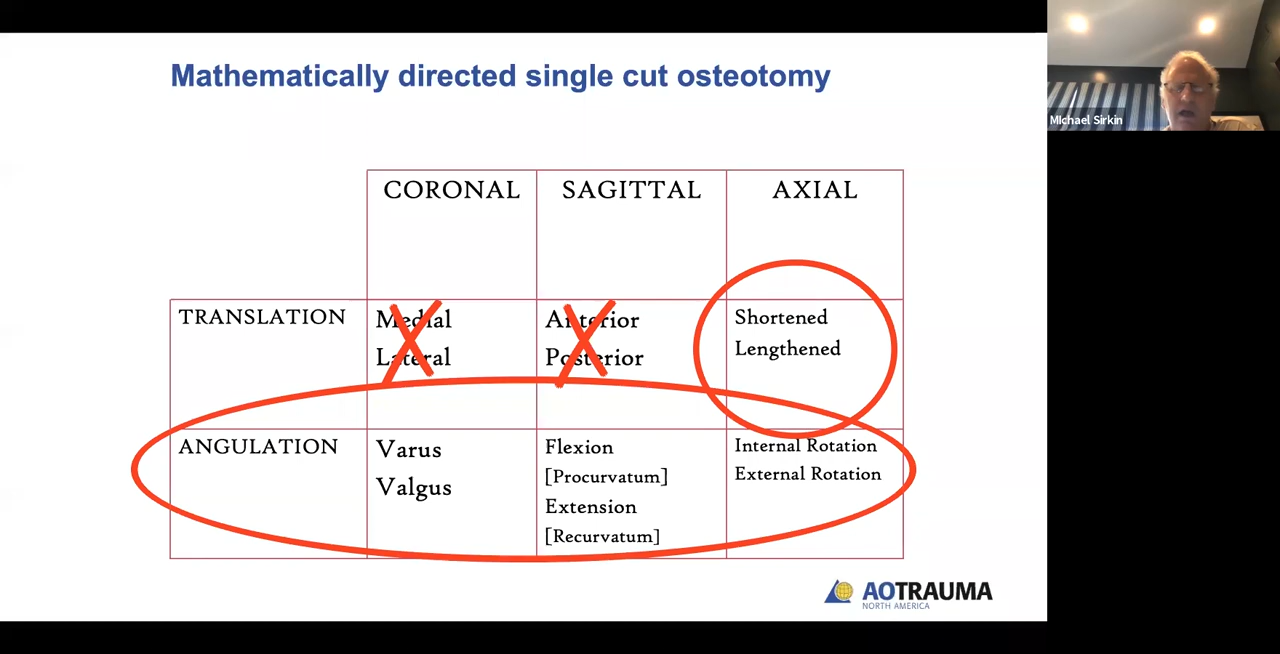 Mathematically directed single cut osteotomy
MIchael Sirkin
CORONAL
SAGITTAL
AXIAL
TRANSLATION
Medial
Lateral
Anterior
Posterior
Shortened
Lengthened
ANGULATION
Varus
Valgus
Flexion
[Procurvatum]
Extension
[Recurvatum]
Internal Rotation
External Rotation
AOTRAUMA
NORTH AMERICA